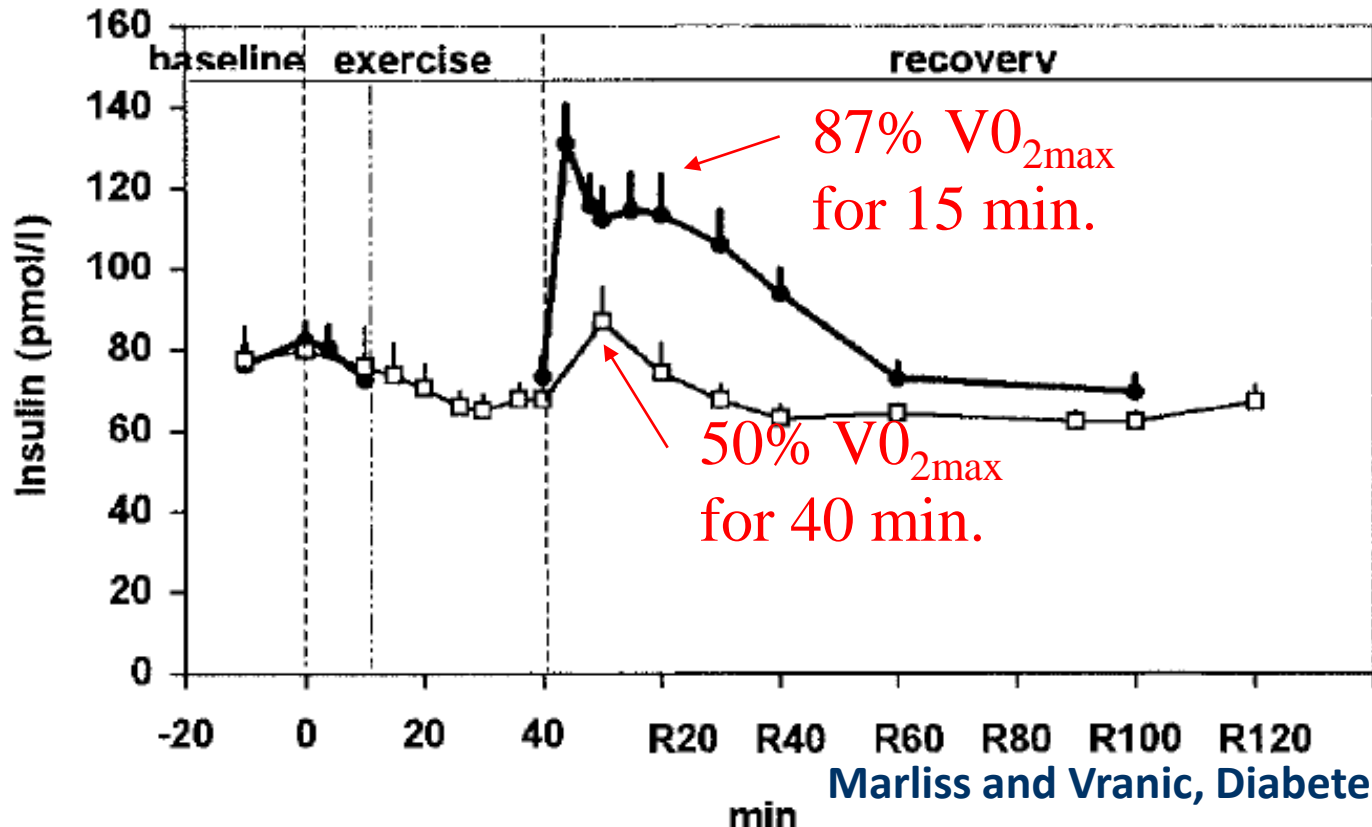 160
baseline exercise recovery
140
120
100
80
60
40
20
0
Insulin (pmol/l)
87% V0₂max
for 15 min.
50% V0₂max
for 40 min.
-20 0 20 40 R20 R40 R60 R80 R100 R120
Marliss and Vranic, Diabete
min